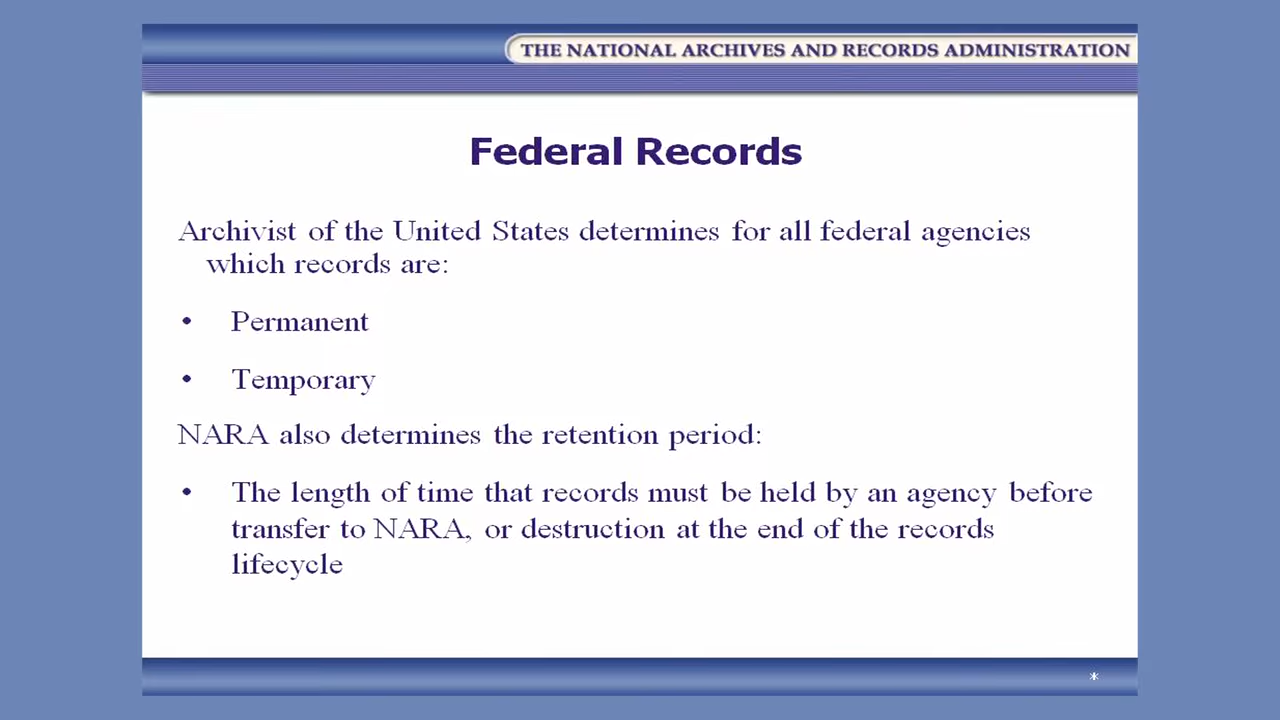 THE NATIONAL ARCHIVES AND RECORDS ADMINISTRATION
Federal Records
Archivist of the United States determines for all federal agencies
which records are:
• Permanent
• Temporary
NARA also determines the retention period:
• The length of time that records must be held by an agency before
transfer to NARA, or destruction at the end of the records
lifecycle
*